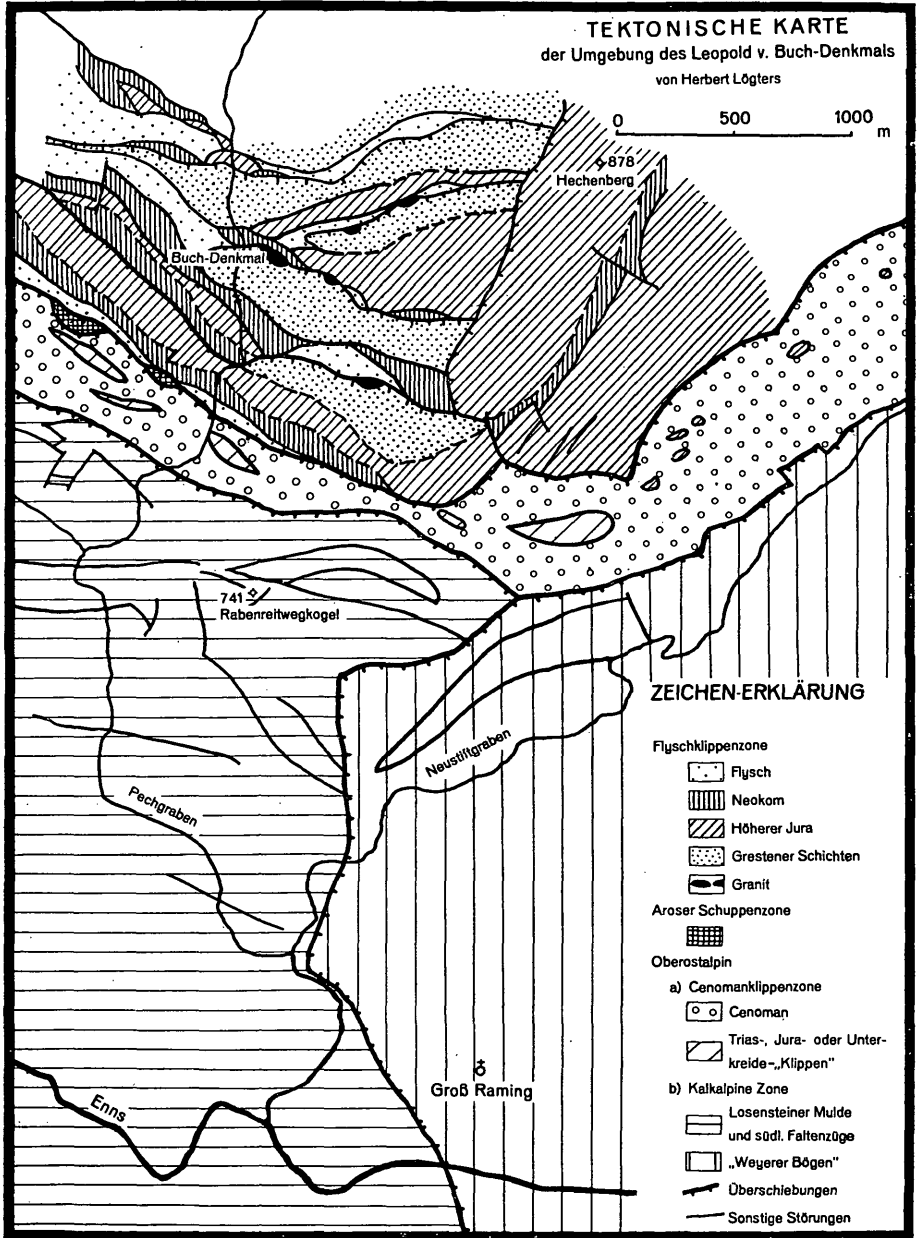 TEKTONISCHE KARTE
der Umgebung des Leopold v. Buch-Denkmals
von Herbert Lögters
0 500 1000 m
878
Hechenberg
Buch-Denkmal
741
Rabenreitwegkogel
Neustiftgraben
Pechgraben
Enns
Groß Raming
ZEICHEN-ERKLÄRUNG
Flyschklippenzone
Flysch
Neokom
Höherer Jura
Grestener Schichten
Granit
Aroser Schuppenzone
Oberostalpin
a) Cenomanklippenzone
Cenoman
Trias-, Jura- oder Unter-
kreide-„Klippen"
b) Kalkalpine Zone
Losensteiner Mulde
und südl. Faltenzüge
„Weyerer Bögen"
Überschiebungen
Sonstige Störungen